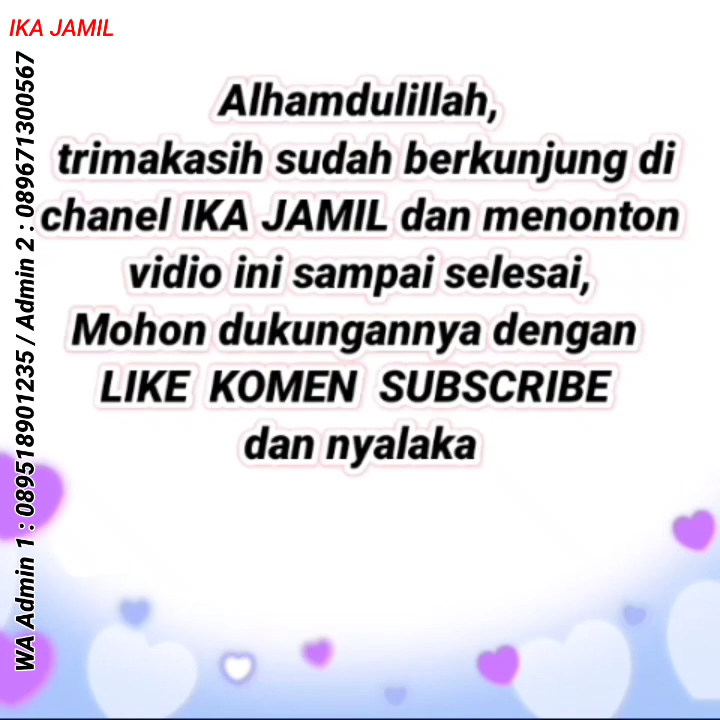 IKA JAMIL
WA Admin 1 : 089518901235 / Admin 2 : 089671300567
Alhamdulillah,
trimakasih sudah berkunjung di
chanel IKA JAMIL dan menonton
vidio ini sampai selesai,
Mohon dukungannya dengan
LIKE KOMEN SUBSCRIBE
dan nyalaka